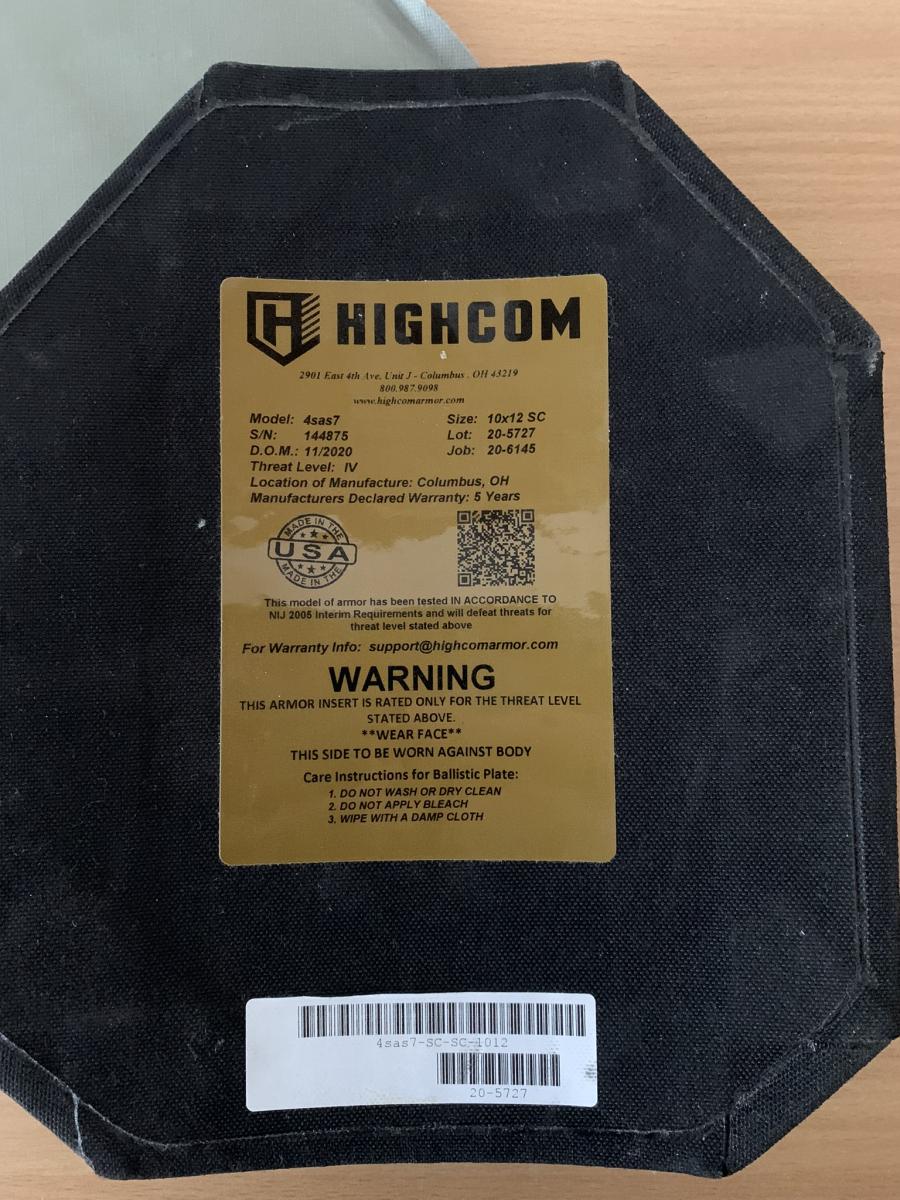 HIGHCOM
2901 East 4th Ave, Unit J - Columbus , OH 43219
800.987.9098
www.highcomarmor.com
Model: 4sas7 Size: 10x12 SC
S/N: 144875 Lot: 20-5727
D.O.M.: 11/2020 Job: 20-6145
Threat Level: IV
Location of Manufacture: Columbus, OH
Manufacturers Declared Warranty: 5 Years
MADE IN THE
USA
MADE IN THE
This model of armor has been tested IN ACCORDANCE TO
NIJ 2005 Interim Requirements and will defeat threats for
threat level stated above
For Warranty Info: support@highcomarmor.com
WARNING
THIS ARMOR INSERT IS RATED ONLY FOR THE THREAT LEVEL
STATED ABOVE.
**WEAR FACE**
THIS SIDE TO BE WORN AGAINST BODY
Care Instructions for Ballistic Plate:
1. DO NOT WASH OR DRY CLEAN
2. DO NOT APPLY BLEACH
3. WIPE WITH A DAMP CLOTH
4sas7-SC-SC-1012
20-5727